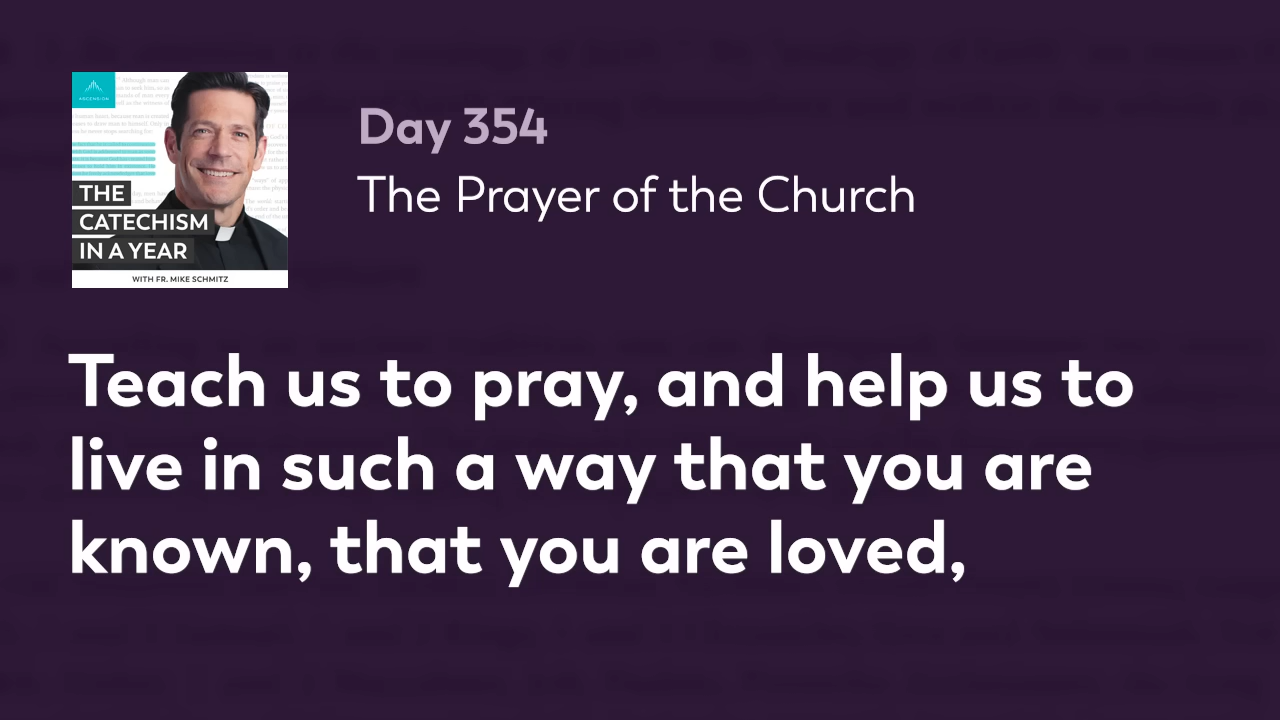 ASCENSION
THE
CATECHISM
IN A YEAR
WITH FR. MIKE SCHMITZ
Day 354
The Prayer of the Church
Teach us to pray, and help us to
live in such a way that you are
known, that you are loved,